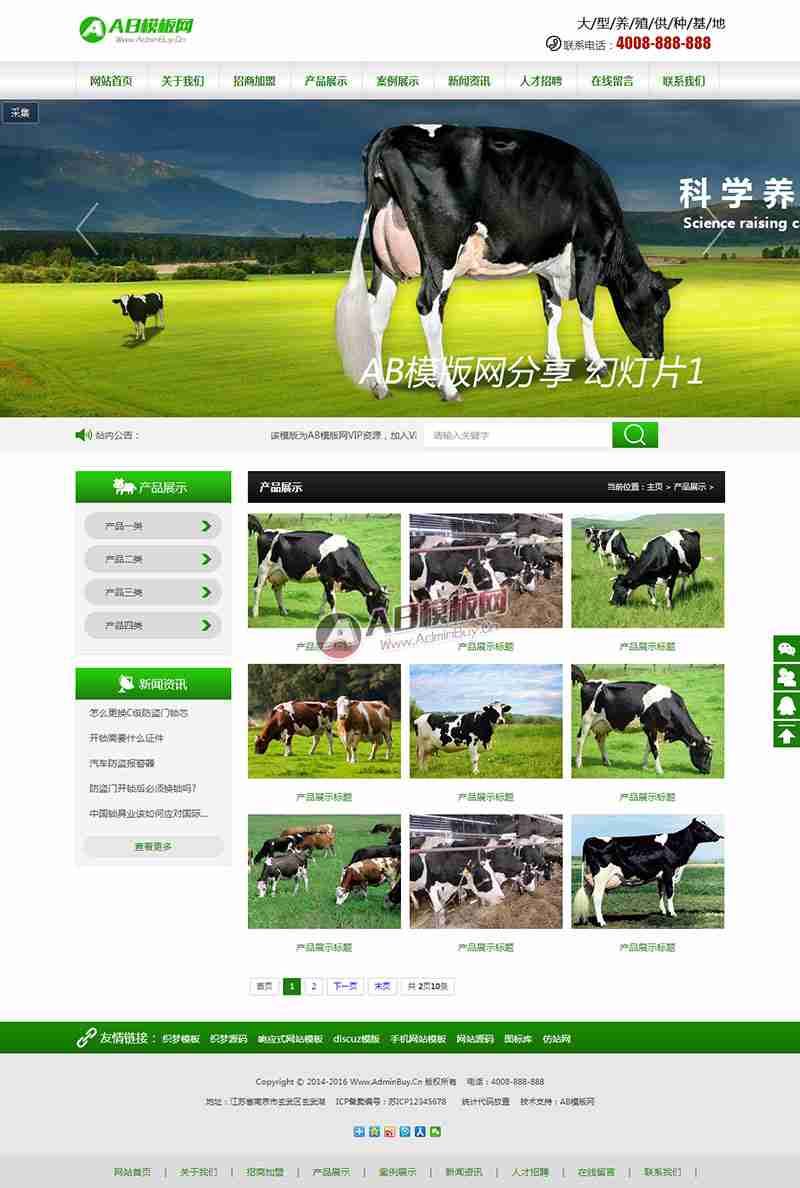 AB模板网
Www.AdminBuy.Cn
大/型/养/殖/供/种/基/地
联系电话：4008-888-888
网站首页 关于我们 招商加盟 产品展示 案例展示 新闻资讯 人才招聘 在线留言 联系我们
采集
科学养
Science raising c
AB模版网分享 幻灯片1
站内公告：
该模版为AB模版网VIP资源，加入VI
请输入关键字
产品展示
产品一类
产品二类
产品三类
产品四类
新闻资讯
怎么更换C级防盗门锁芯
开锁需要什么证件
汽车防盗报警器
防盗门开锁后必须换锁吗?
中国锁具业该如何应对国际...
查看更多
产品展示
当前位置：主页 > 产品展示 >
产品展示标题 产品展示标题 产品展示标题
AB模板网
Www.AdminBuy.Cn
产品展示标题 产品展示标题 产品展示标题
产品展示标题 产品展示标题 产品展示标题
首页 1 2 下一页 末页 共 2页10条
友情链接： 织梦模板 织梦源码 响应式网站模板 discuz模版 手机网站模板 网站源码 图标库 仿站网
Copyright © 2014-2016 Www.AdminBuy.Cn 版权所有 电话：4008-888-888
地址：江苏省南京市玄武区玄武湖 ICP备案编号：苏ICP12345678 统计代码放置 技术支持：AB模板网
网站首页 | 关于我们 | 招商加盟 | 产品展示 | 案例展示 | 新闻资讯 | 人才招聘 | 在线留言 | 联系我们 |